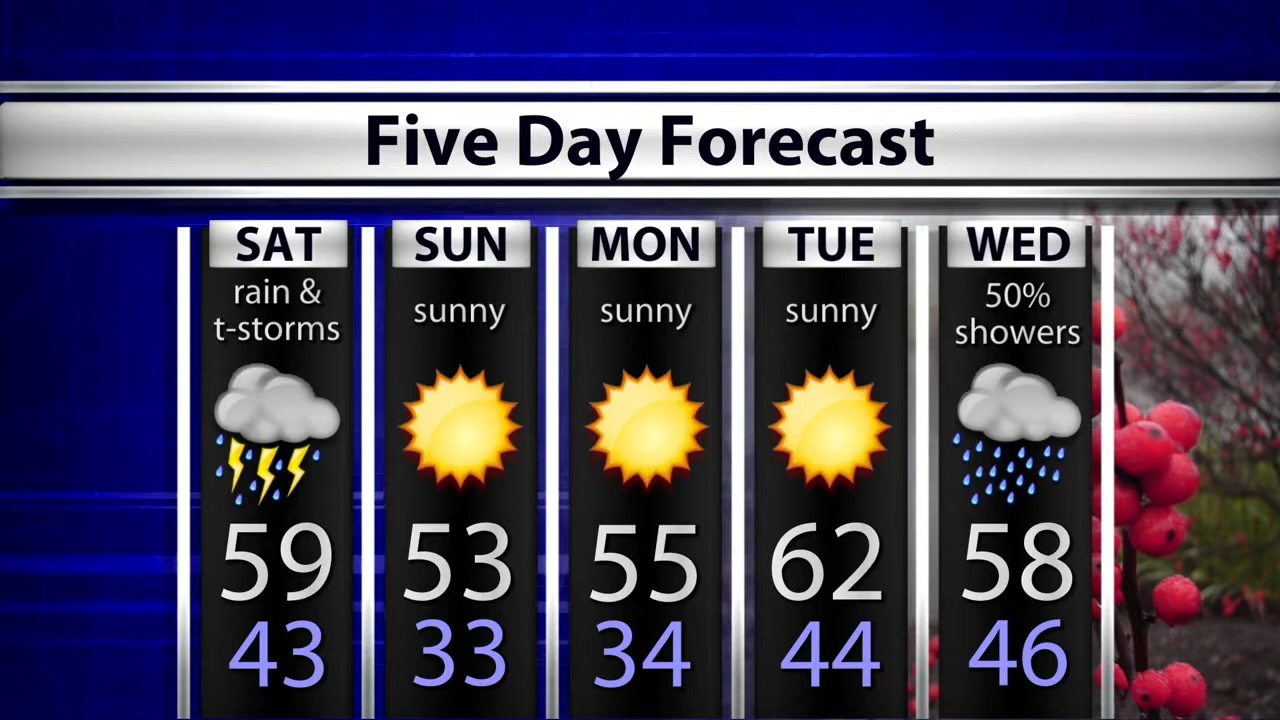 Five Day Forecast
SAT SUN MON TUE WED
rain &
t-storms
sunny
sunny
sunny
50%
showers
59 53 55 62 58
43 33 34 44 46